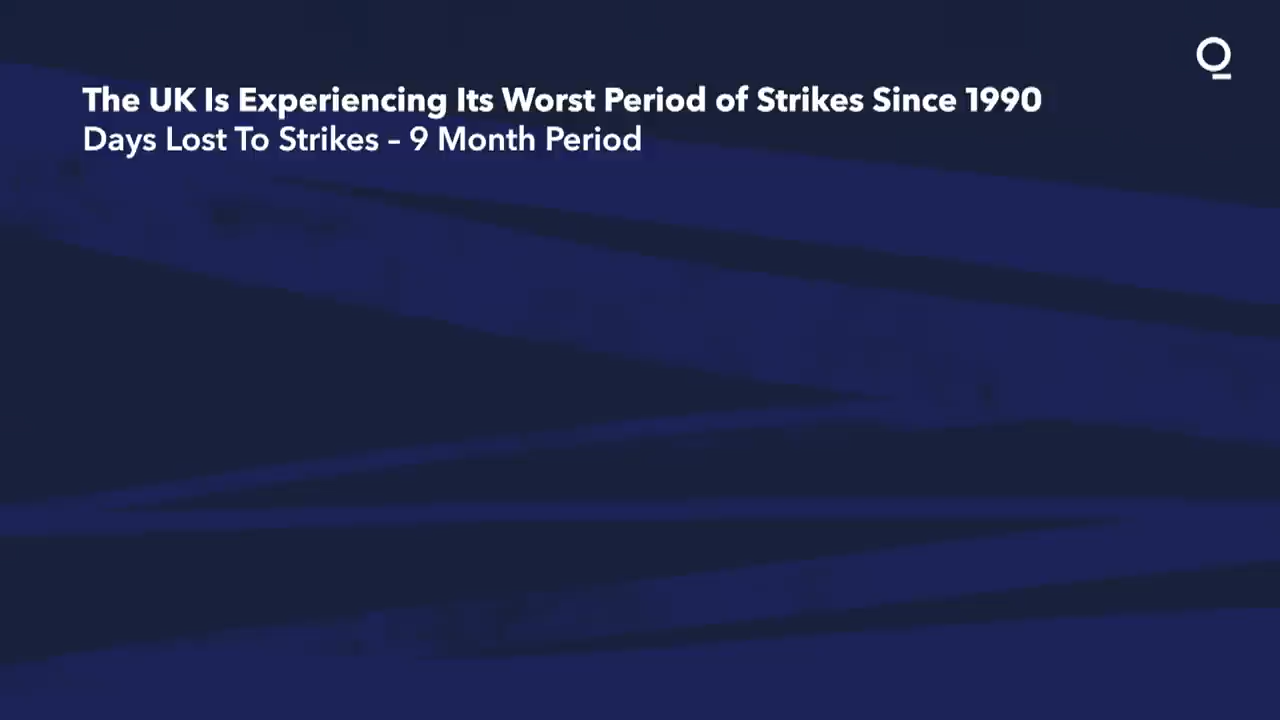 The UK Is Experiencing Its Worst Period of Strikes Since 1990
Days Lost To Strikes – 9 Month Period